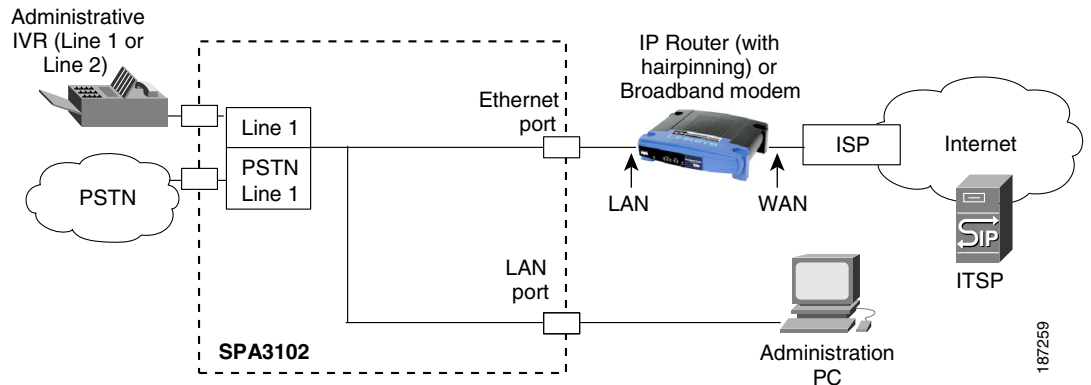 Administrative
IVR (Line 1 or
Line 2)
IP Router (with
hairpinning) or
Broadband modem
Ethernet
port
Line 1
PSTN
Line 1
PSTN
ISP
Internet
LAN
WAN
SIP
ITSP
LAN
port
SPA3102
Administration
PC
187259